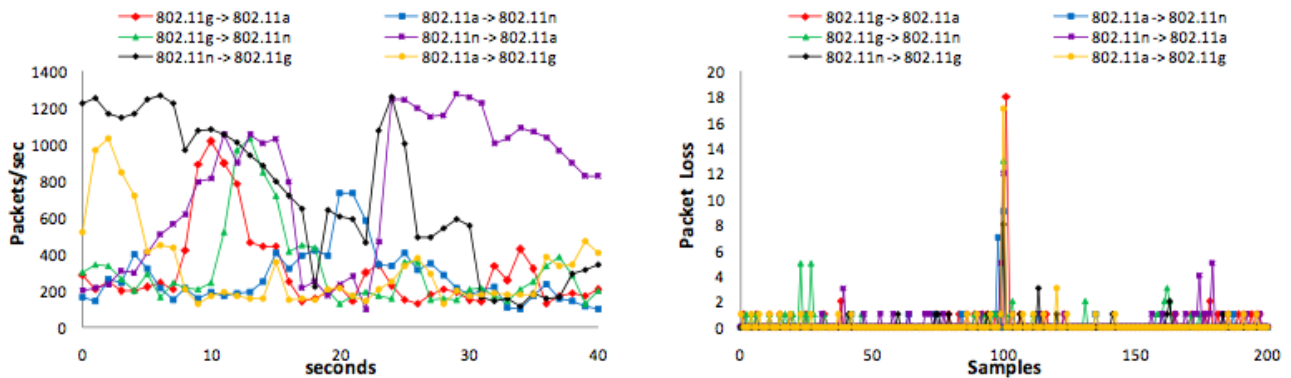 802.11g -> 802.11a
802.11a -> 802.11n
802.11g -> 802.11n
802.11n -> 802.11a
802.11n -> 802.11g
802.11a -> 802.11g
1400
1200
1000
800
600
400
200
0
Packets/sec
0
10
20
30
40
seconds
802.11g -> 802.11a
802.11a -> 802.11n
802.11g -> 802.11n
802.11n -> 802.11a
802.11n -> 802.11g
802.11a -> 802.11g
20
18
16
14
12
10
8
6
4
2
0
Packet Loss
0
50
100
150
200
Samples